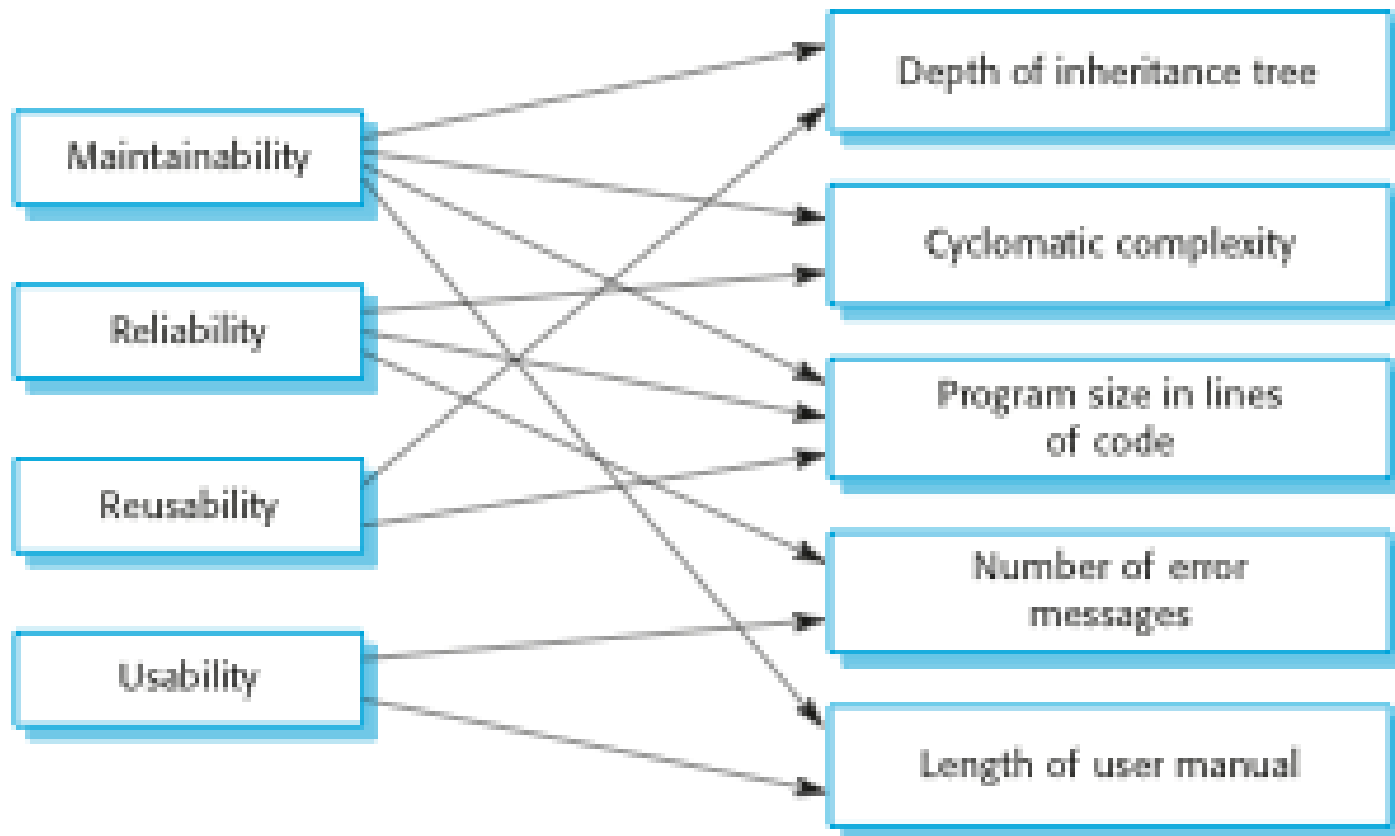 Maintainability
Reliability
Reusability
Usability
Depth of inheritance tree
Cyclomatic complexity
Program size in lines
of code
Number of error
messages
Length of user manual